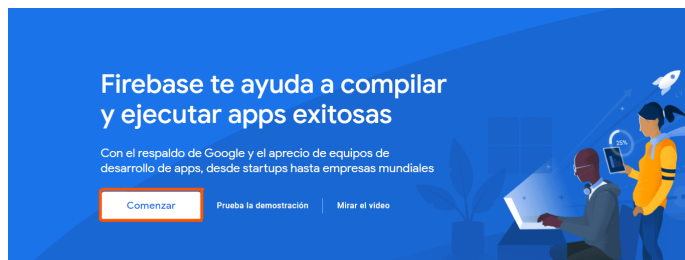 Firebase te ayuda a compilar
y ejecutar apps exitosas
Con el respaldo de Google y el aprecio de equipos de
desarrollo de apps, desde startups hasta empresas mundiales
Comenzar
Prueba la demostración
Mirar el video
25%